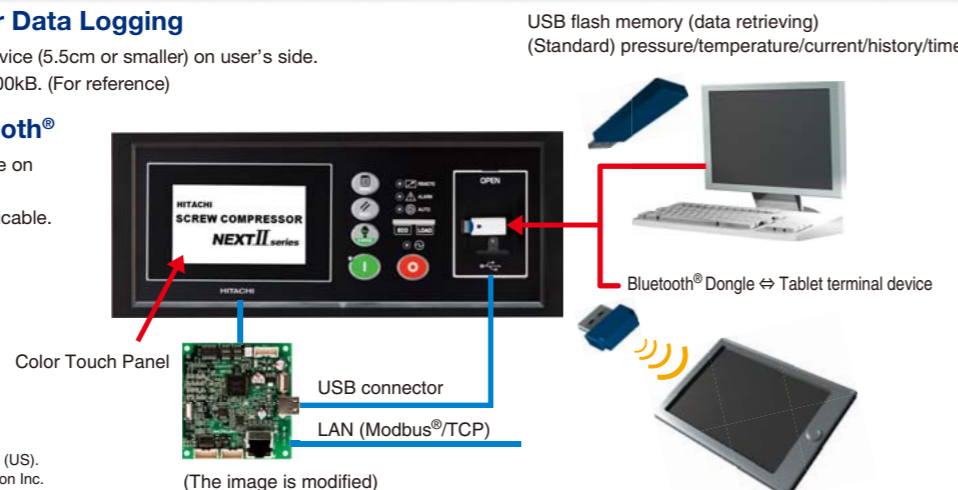 r Data Logging
vice (5.5cm or smaller) on user's side.
00kB. (For reference)
oth®
e on
icable.
USB flash memory (data retrieving)
(Standard) pressure/temperature/current/history/time
HITACHI
SCREW COMPRESSOR
NEXTII series
REMOTE
ALARM
AUTO
ECO LOAD
OPEN
HITACHI
Bluetooth® Dongle ⇔ Tablet terminal device
Color Touch Panel
USB connector
LAN (Modbus®/TCP)
(US).
on Inc.
(The image is modified)